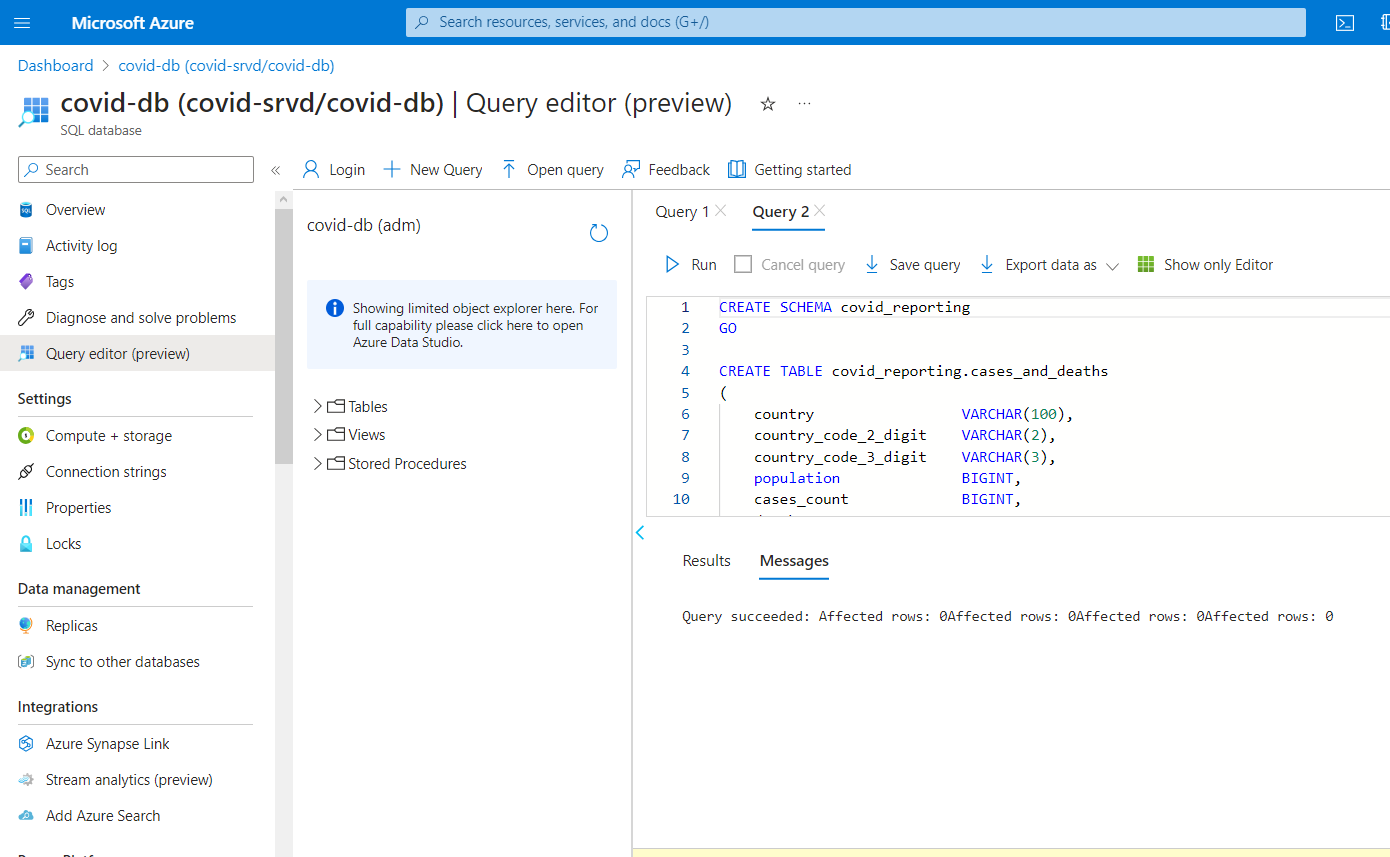 Microsoft Azure
Search resources, services, and docs (G+/)
Dashboard > covid-db (covid-srvd/covid-db)
covid-db (covid-srvd/covid-db) | Query editor (preview)
SQL database
Search
Login
New Query
Open query
Feedback
Getting started
Overview
Activity log
Tags
Diagnose and solve problems
Query editor (preview)
Settings
Compute + storage
Connection strings
Properties
Locks
Data management
Replicas
Sync to other databases
Integrations
Azure Synapse Link
Stream analytics (preview)
Add Azure Search
covid-db (adm)
Showing limited object explorer here. For
full capability please click here to open
Azure Data Studio.
Tables
Views
Stored Procedures
Query 1
Query 2
Run
Cancel query
Save query
Export data as
Show only Editor
1 CREATE SCHEMA covid_reporting
2 GO
3
4 CREATE TABLE covid_reporting.cases_and_deaths
5 (
6 country VARCHAR(100),
7 country_code_2_digit VARCHAR(2),
8 country_code_3_digit VARCHAR(3),
9 population BIGINT,
10 cases_count BIGINT,
Results
Messages
Query succeeded: Affected rows: 0Affected rows: 0Affected rows: 0Affected rows: 0